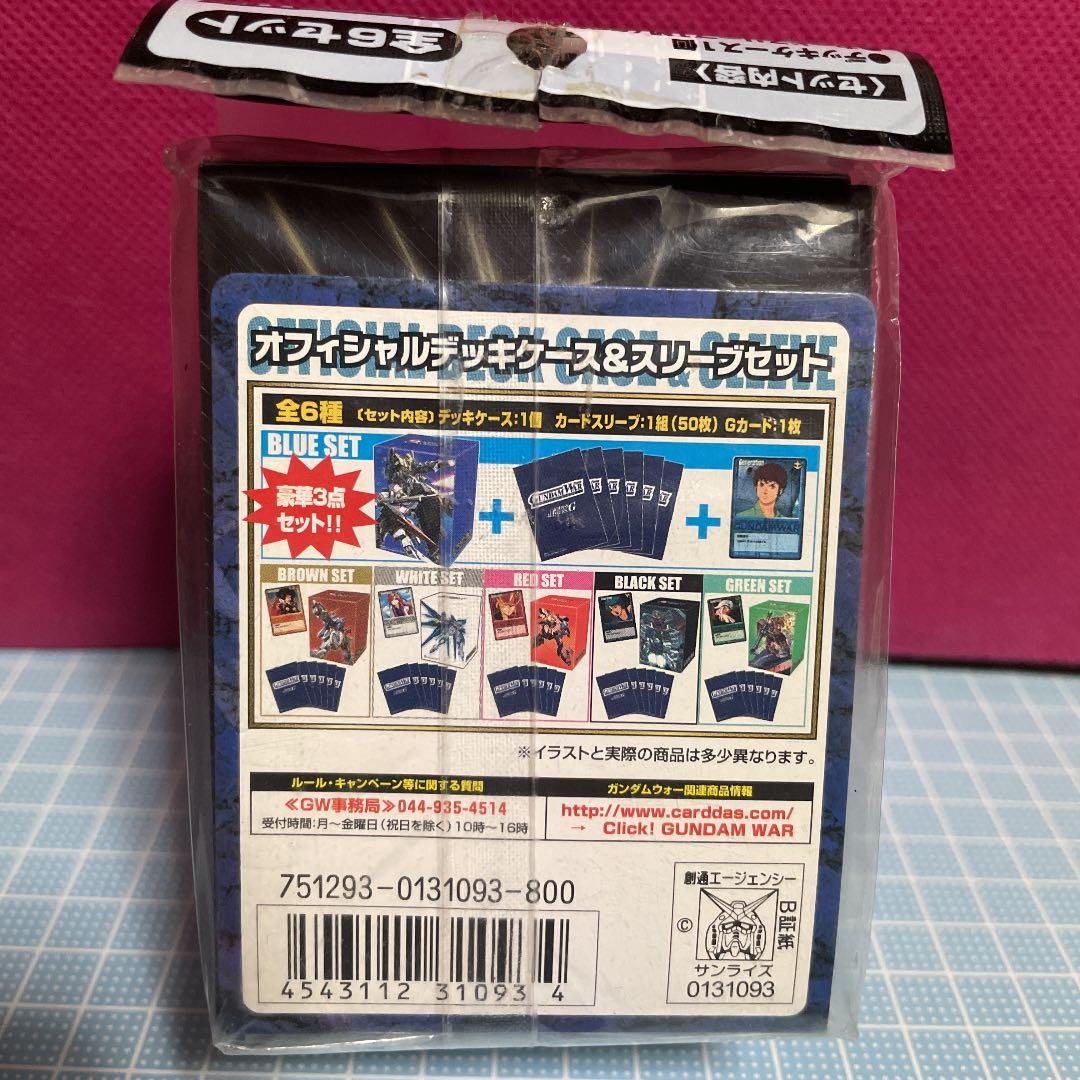 全6セット
〈セット内容〉
●デッキケース1個
OFFICIAL DECK CASE & SLEEVE
オフィシャルデッキケース&スリーブセット
全6種 〔セット内容〕デッキケース:1個 カードスリーブ:1組(50枚) Gカード:1枚
BLUE SET
豪華3点
セット!!
GUNDAM WAR
+
+
Generation
GUNDAMWAR
BROWN SET
WHITE SET
RED SET
BLACK SET
GREEN SET
※イラストと実際の商品は多少異なります。
ルール・キャンペーン等に関する質問
≪GW事務局≫044-935-4514
受付時間:月〜金曜日(祝日を除く)10時〜16時
ガンダムウォー関連商品情報
http://www.carddas.com/
→ Click! GUNDAM WAR
751293-0131093-800
4543112 310934
創通エージェンシー
©
B証紙
サンライズ
0131093